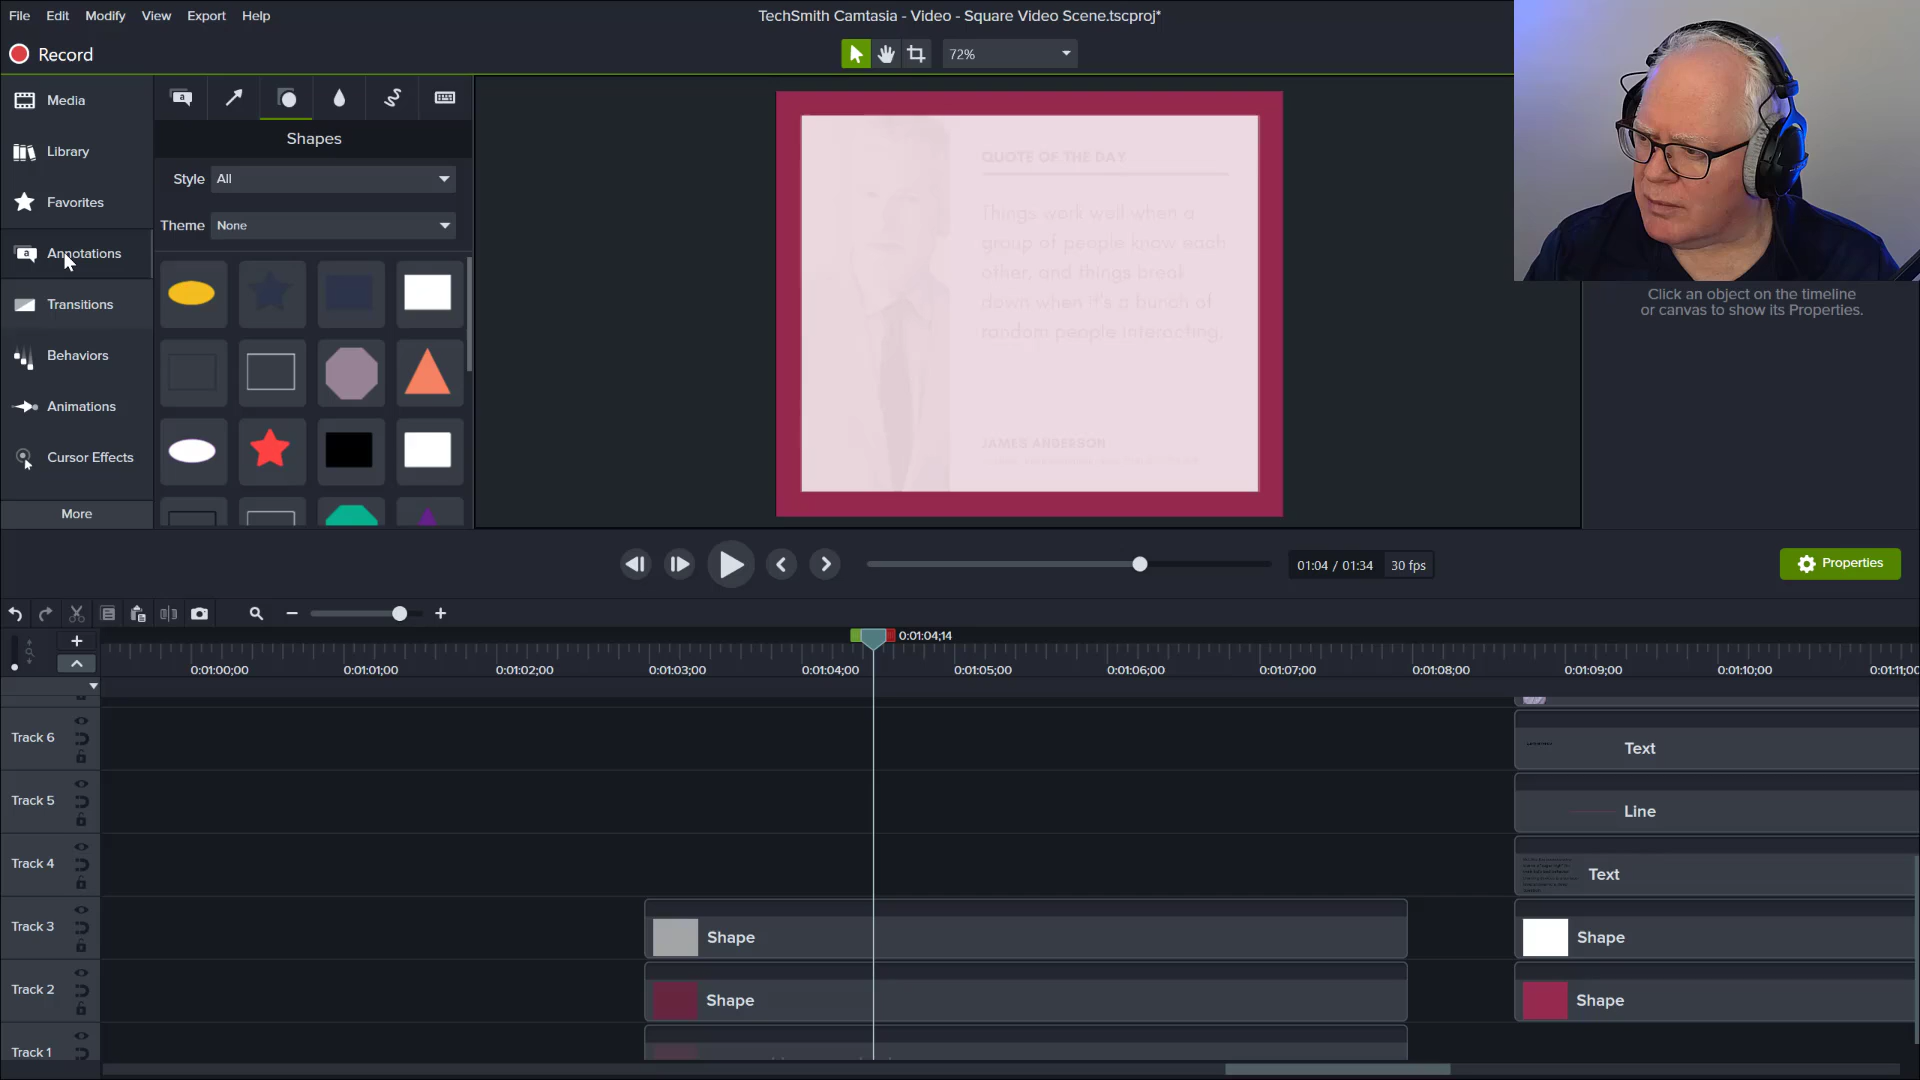 File Edit Modify View Export Help
TechSmith Camtasia - Video - Square Video Scene.tscproj*
Record
72%
Media
Library
Favorites
Annotations
Transitions
Behaviors
Animations
Cursor Effects
More
Shapes
Style All
Theme None
QUOTE OF THE DAY
Things work well when a
group of people know each
other, and things break
down when it's a bunch of
random people interacting.
JAMES ANDERSON
Click an object on the timeline
or canvas to show its Properties.
01:04 / 01:34 30 fps
Properties
0:01:04;14
0:01:00;00 0:01:01;00 0:01:02;00 0:01:03;00 0:01:04;00 0:01:05;00 0:01:06;00 0:01:07;00 0:01:08;00 0:01:09;00 0:01:10;00 0:01:11;00
Track 6 Text
Track 5 Line
Track 4 Text
Track 3 Shape Shape
Track 2 Shape Shape
Track 1